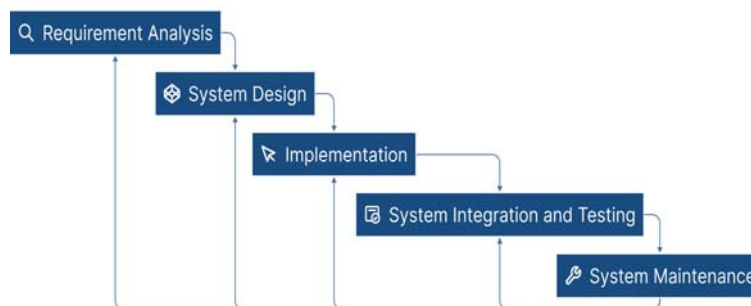 Requirement Analysis
System Design
Implementation
System Integration and Testing
System Maintenance